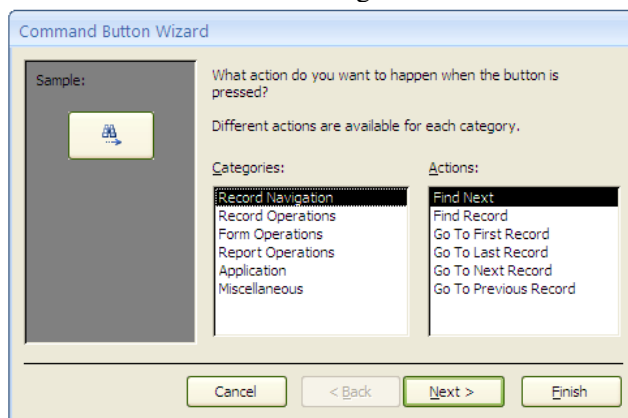 Command Button Wizard
Sample:
What action do you want to happen when the button is
pressed?
Different actions are available for each category.
Categories:
Record Navigation
Record Operations
Form Operations
Report Operations
Application
Miscellaneous
Actions:
Find Next
Find Record
Go To First Record
Go To Last Record
Go To Next Record
Go To Previous Record
Cancel
< Back
Next >
Finish